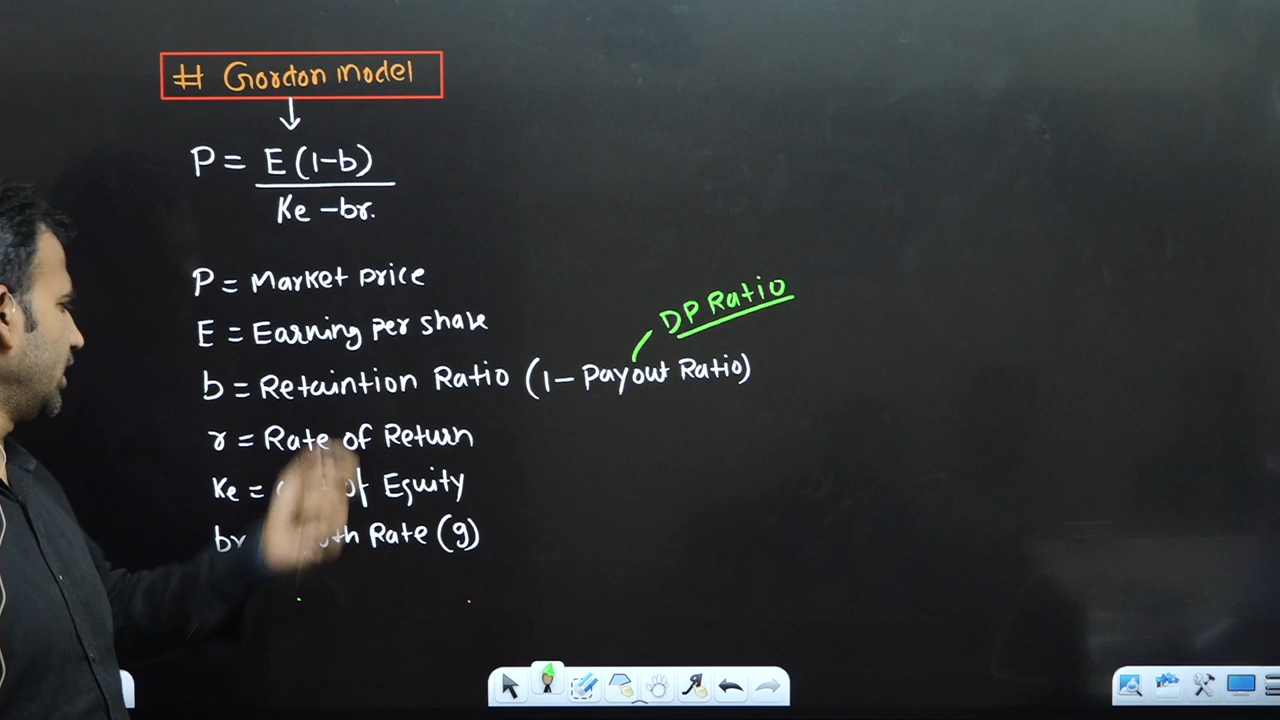 # Gordon Model
P = E(1-b)
Ke - br.
P = Market price
E = Earning per share
DP Ratio
b = Retaintion Ratio (1 - Payout Ratio)
r = Rate of Return
Ke = of Equity
br Rate (g)